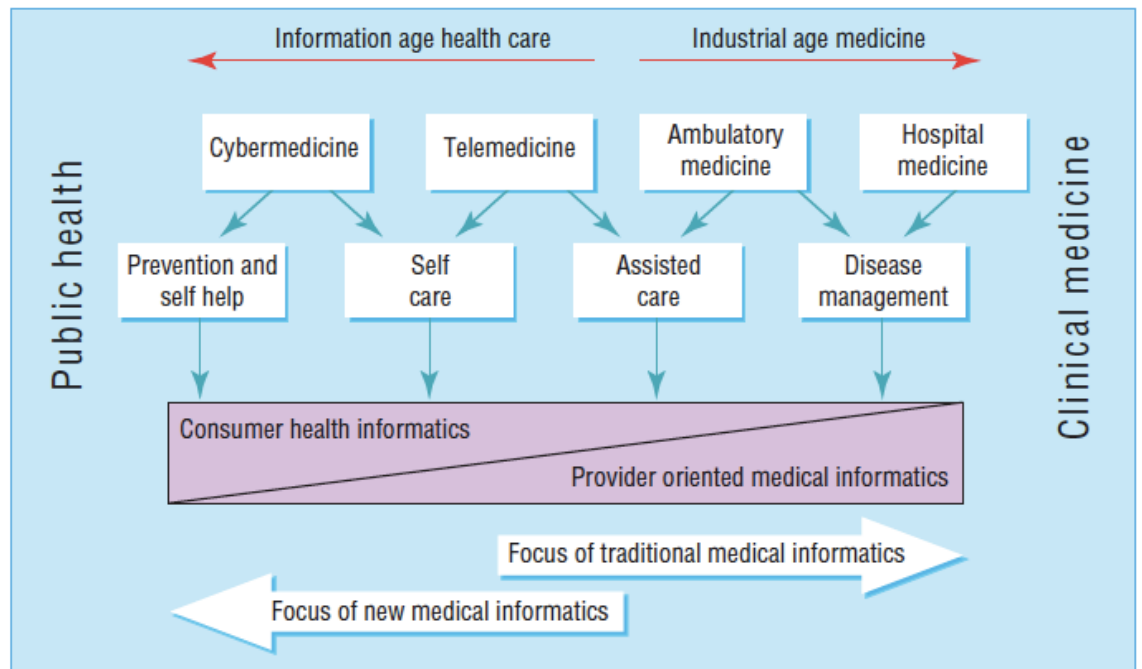 Information age health care
Industrial age medicine
Public health
Clinical medicine
Cybermedicine
Telemedicine
Ambulatory
medicine
Hospital
medicine
Prevention and
self help
Self
care
Assisted
care
Disease
management
Consumer health informatics
Provider oriented medical informatics
Focus of traditional medical informatics
Focus of new medical informatics